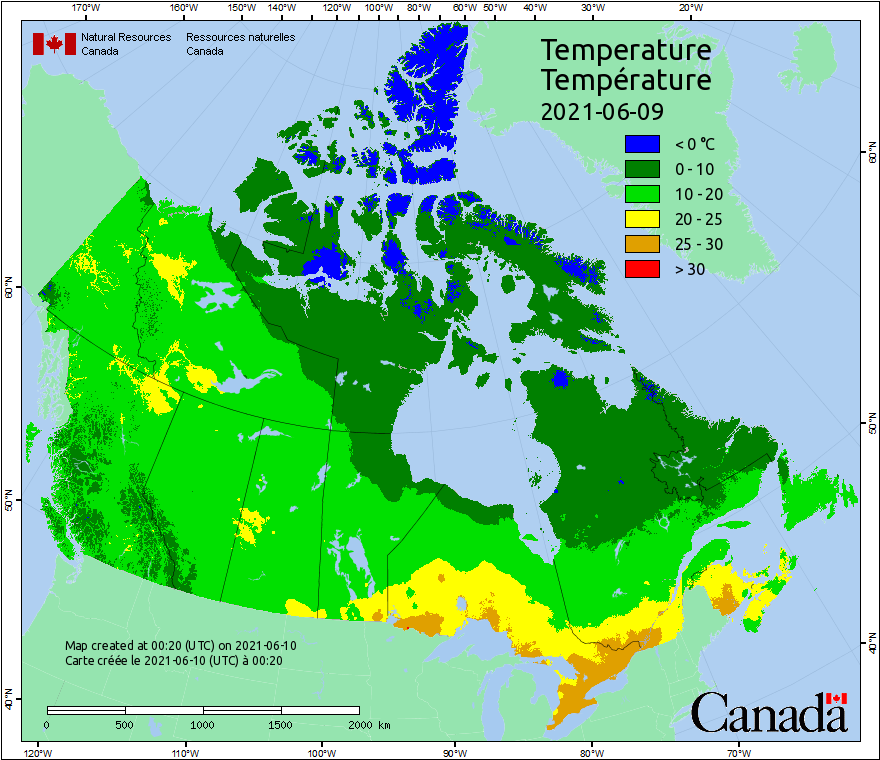 170°W 160°W 150°W 140°W 130°W 120°W 110°W 100°W 90°W 80°W 70°W 60°W 50°W 40°W 30°W 20°W
Natural Resources Canada
Ressources naturelles Canada
Temperature
Température
2021-06-09
< 0 °C
0 - 10
10 - 20
20 - 25
25 - 30
> 30
60°N
60°N
50°N
50°N
40°N
40°N
Map created at 00:20 (UTC) on 2021-06-10
Carte créée le 2021-06-10 (UTC) à 00:20
0 500 1000 1500 2000 km
Canada
120°W 110°W 100°W 90°W 80°W 70°W